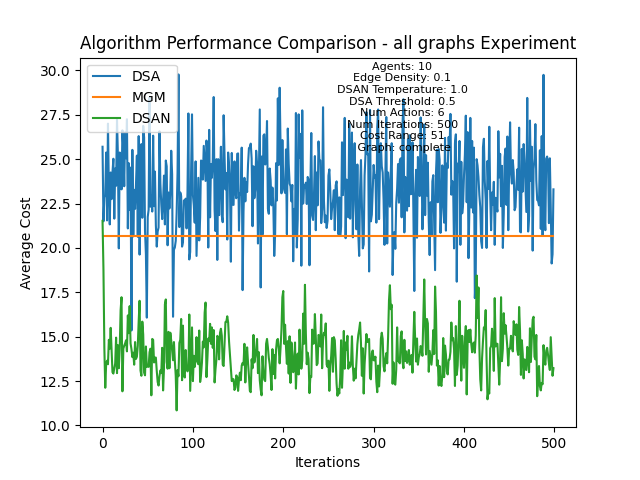 Algorithm Performance Comparison - all graphs Experiment
DSA
MGM
DSAN
Agents: 10
Edge Density: 0.1
DSAN Temperature: 1.0
DSA Threshold: 0.5
Num Actions: 6
Num Iterations: 500
Cost Range: 51
Graph: complete
Average Cost
30.0
27.5
25.0
22.5
20.0
17.5
15.0
12.5
10.0
0 100 200 300 400 500
Iterations